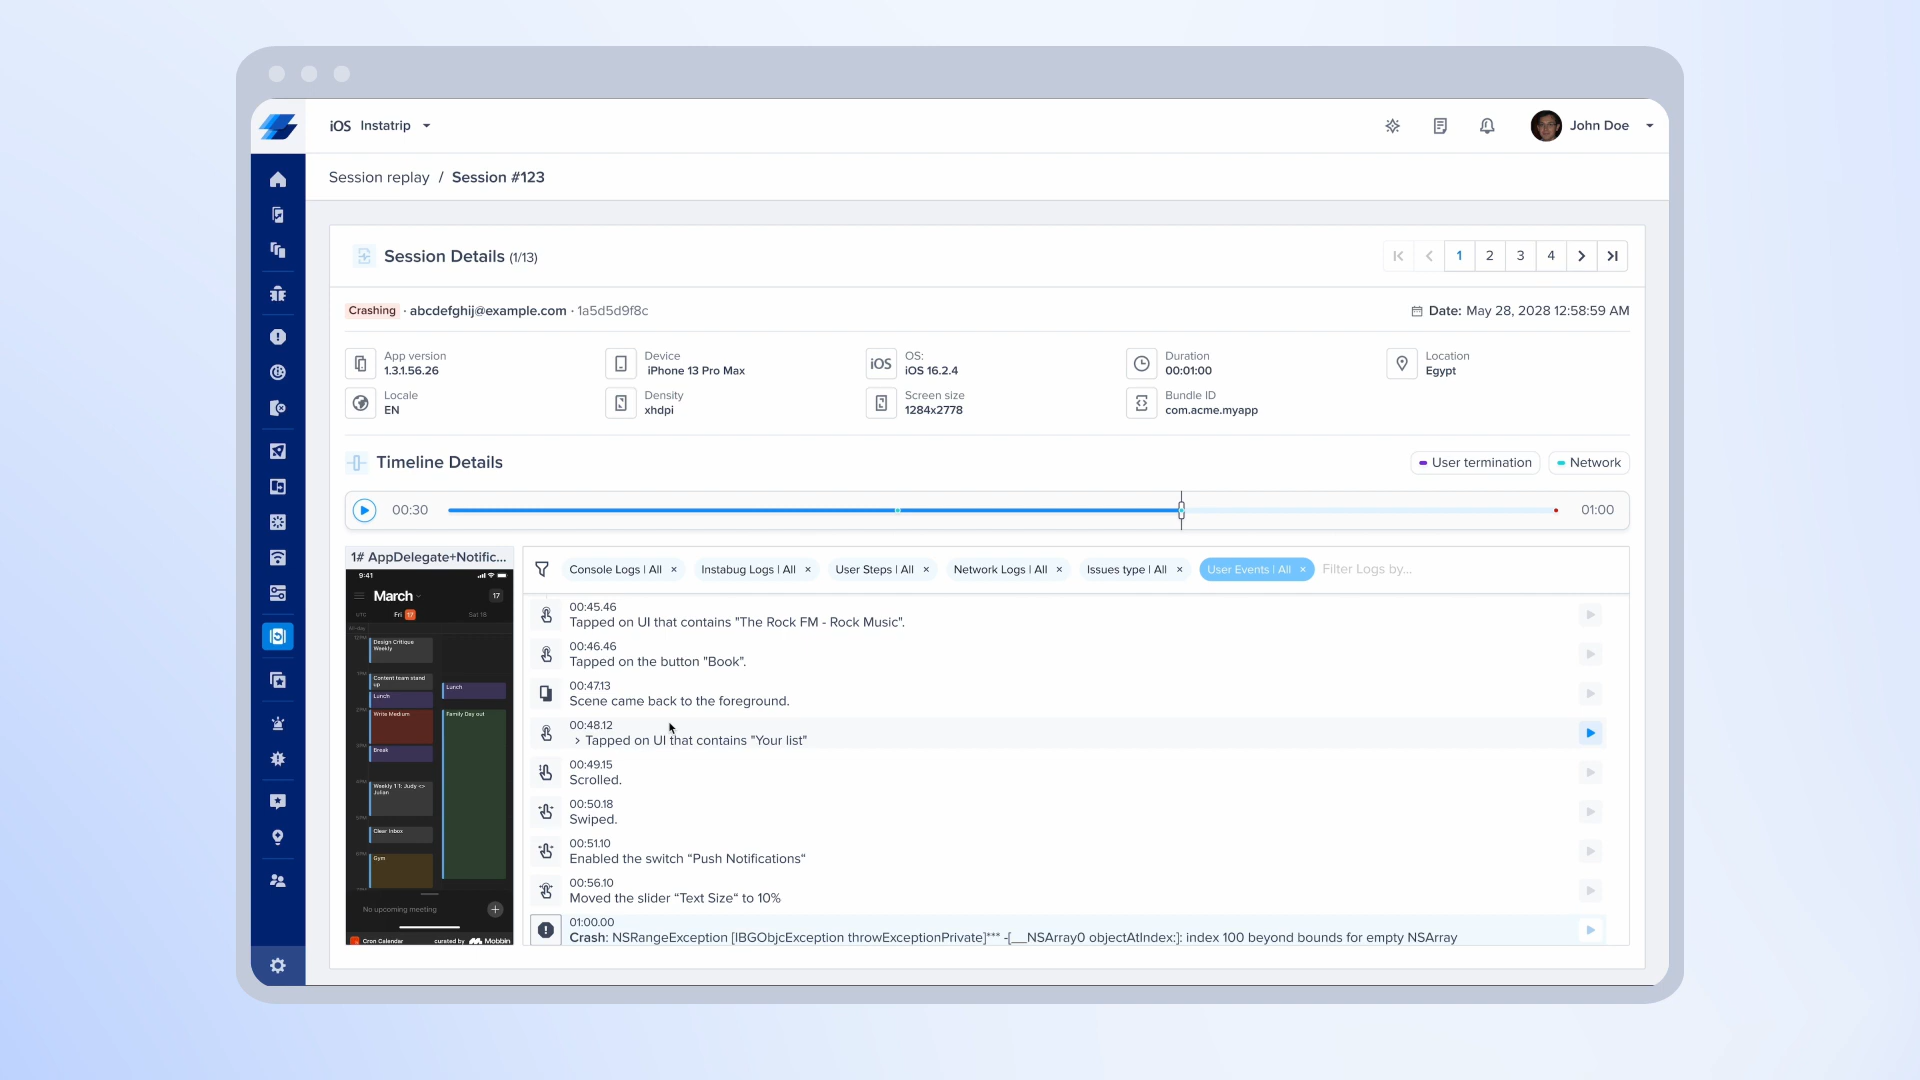 iOS Instatrip
John Doe
Session replay / Session #123
Session Details (1/13)
1 2 3 4
Crashing · abcdefghij@example.com · 1a5d5d9f8c
Date: May 28, 2028 12:58:59 AM
App version
1.3.1.56.26
Device
iPhone 13 Pro Max
iOS
OS:
iOS 16.2.4
Duration
00:01:00
Location
Egypt
Locale
EN
Density
xhdpi
Screen size
1284x2778
Bundle ID
com.acme.myapp
Timeline Details
User termination
Network
00:30
01:00
1# AppDelegate+Notific...
9:41
March
17
Fri 17
Sat 18
Design Critique
Weekly
Content team stand
up
Lunch
Lunch
Write Medium
Family Day out
Break
Weekly 1 1: Judy <>
Julian
Clear Inbox
Gym
No upcoming meeting
Cron Calendar
curated by Mobbin
Console Logs | All ×
Instabug Logs | All ×
User Steps | All ×
Network Logs | All ×
Issues type | All ×
User Events | All ×
Filter Logs by...
00:45.46
Tapped on UI that contains "The Rock FM - Rock Music".
00:46.46
Tapped on the button "Book".
00:47.13
Scene came back to the foreground.
00:48.12
> Tapped on UI that contains "Your list"
00:49.15
Scrolled.
00:50.18
Swiped.
00:51.10
Enabled the switch “Push Notifications“
00:56.10
Moved the slider “Text Size“ to 10%
01:00.00
Crash: NSRangeException [IBGObjcException throwExceptionPrivate]*** -[__NSArray0 objectAtIndex:]: index 100 beyond bounds for empty NSArray